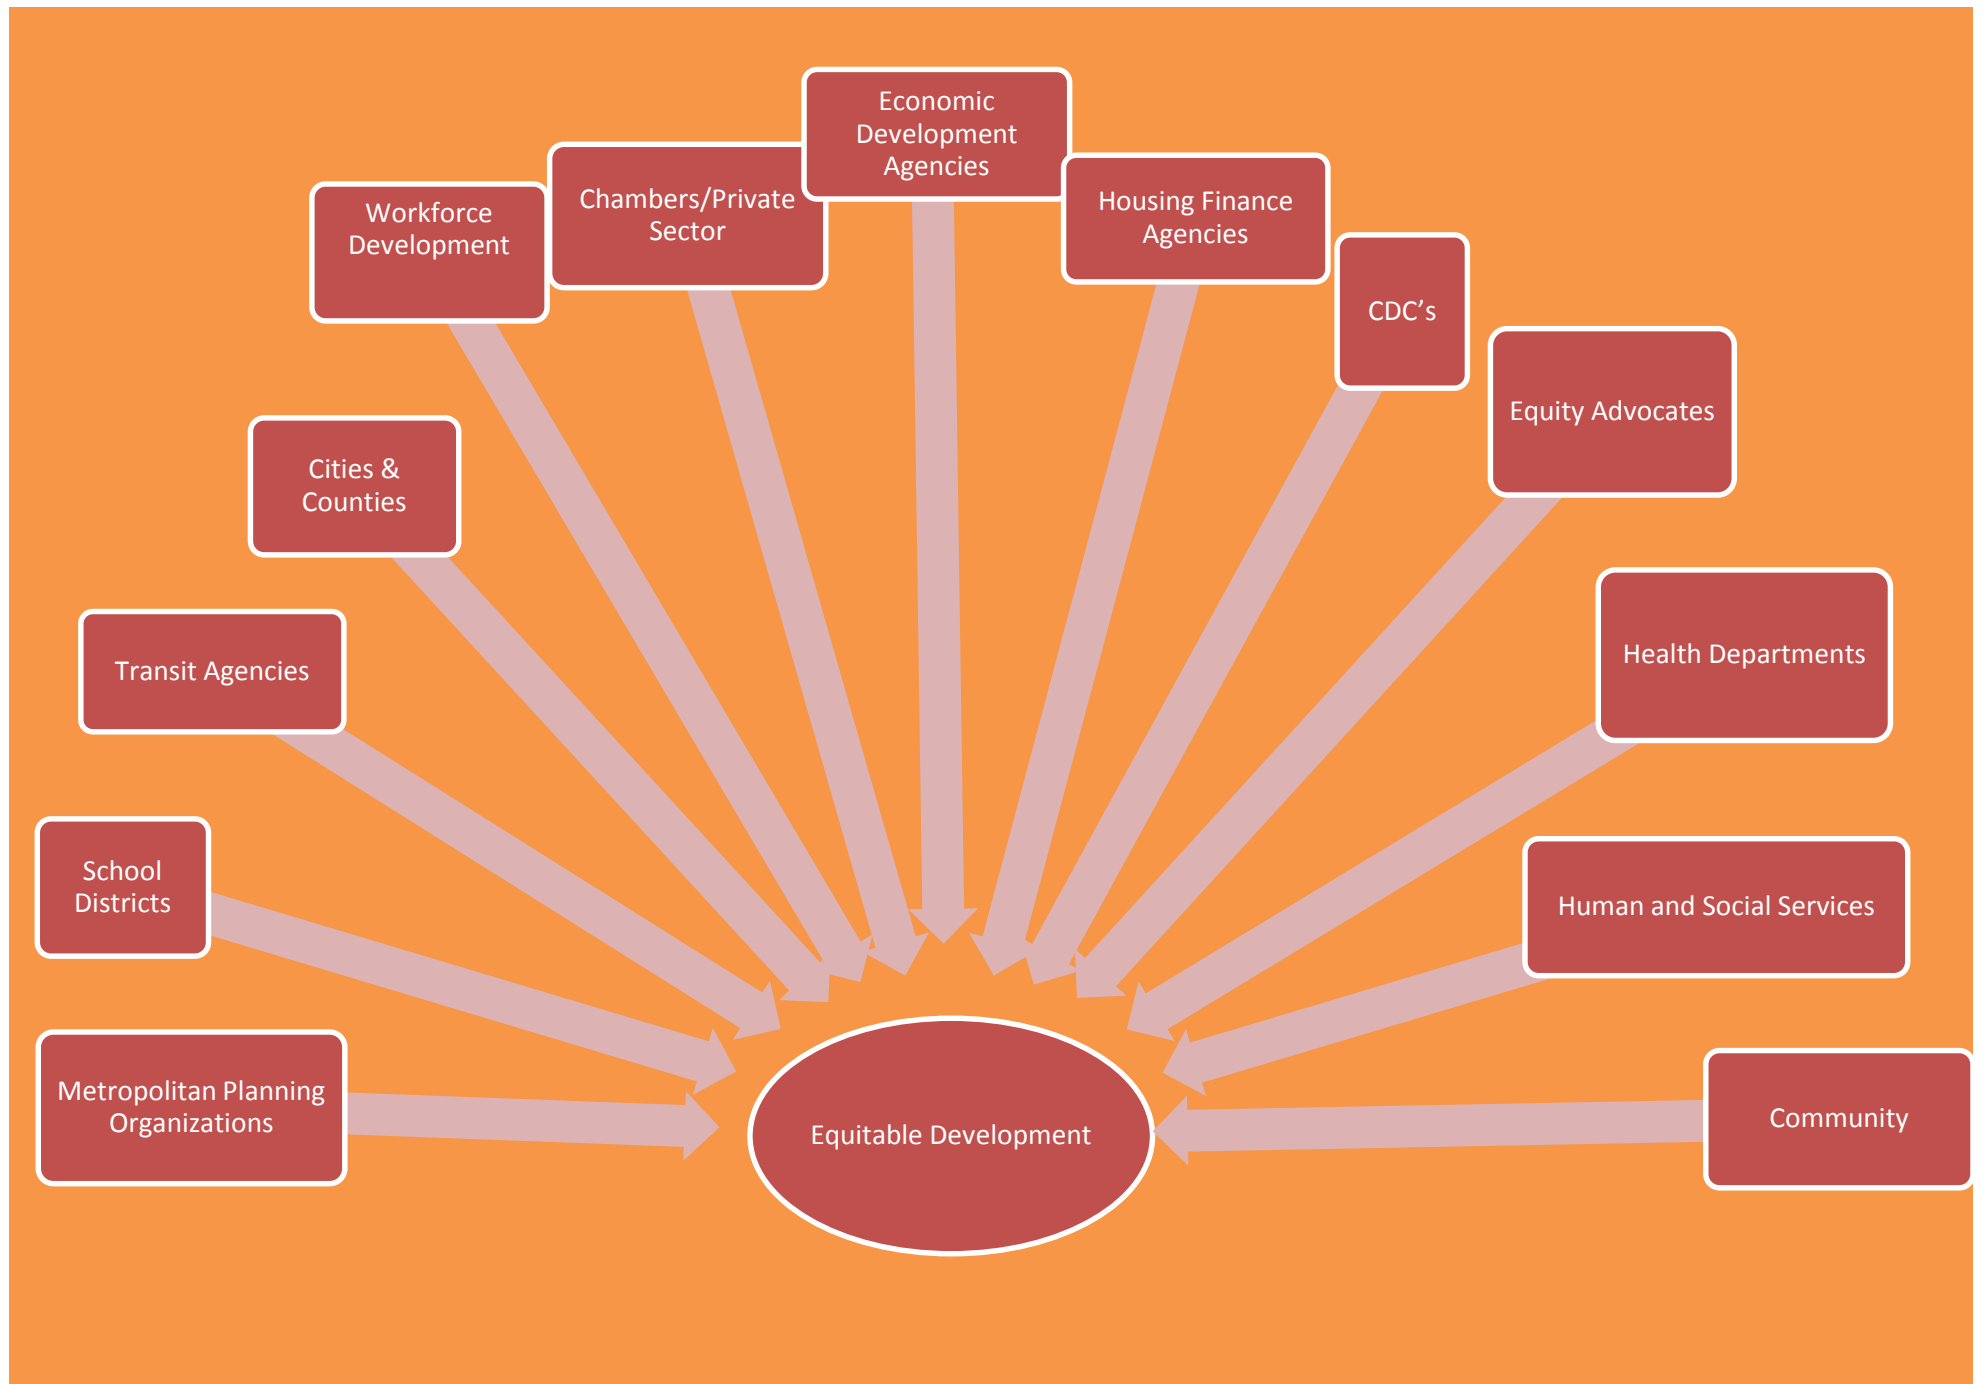 Economic
Development
Agencies
Workforce
Development
Chambers/Private
Sector
Housing Finance
Agencies
CDC’s
Equity Advocates
Cities &
Counties
Transit Agencies
Health Departments
School
Districts
Human and Social Services
Metropolitan Planning
Organizations
Equitable Development
Community